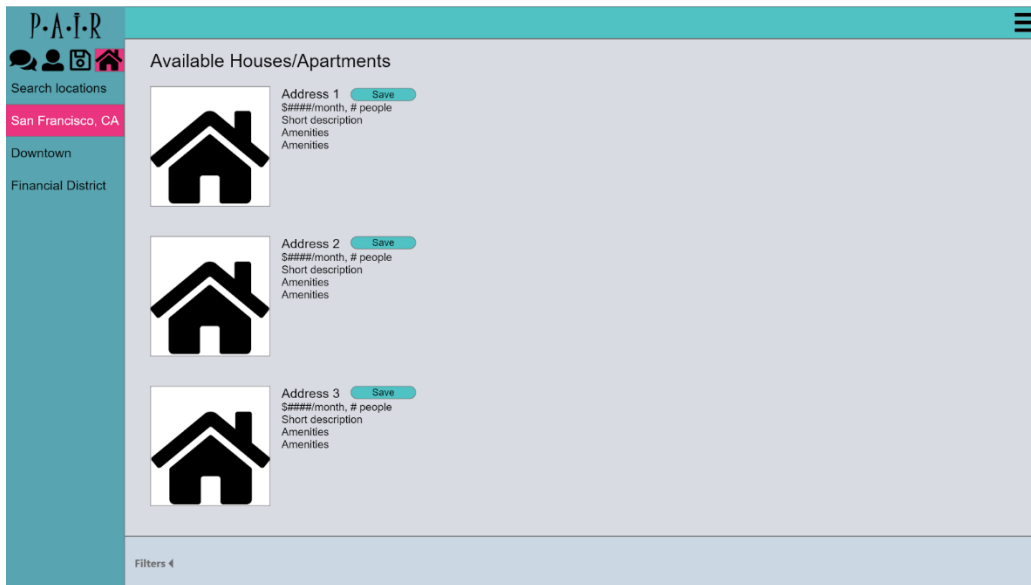 P·A·Ī·R
Search locations
San Francisco, CA
Downtown
Financial District
Available Houses/Apartments
Address 1 Save
$####/month, # people
Short description
Amenities
Amenities
Address 2 Save
$####/month, # people
Short description
Amenities
Amenities
Address 3 Save
$####/month, # people
Short description
Amenities
Amenities
Filters